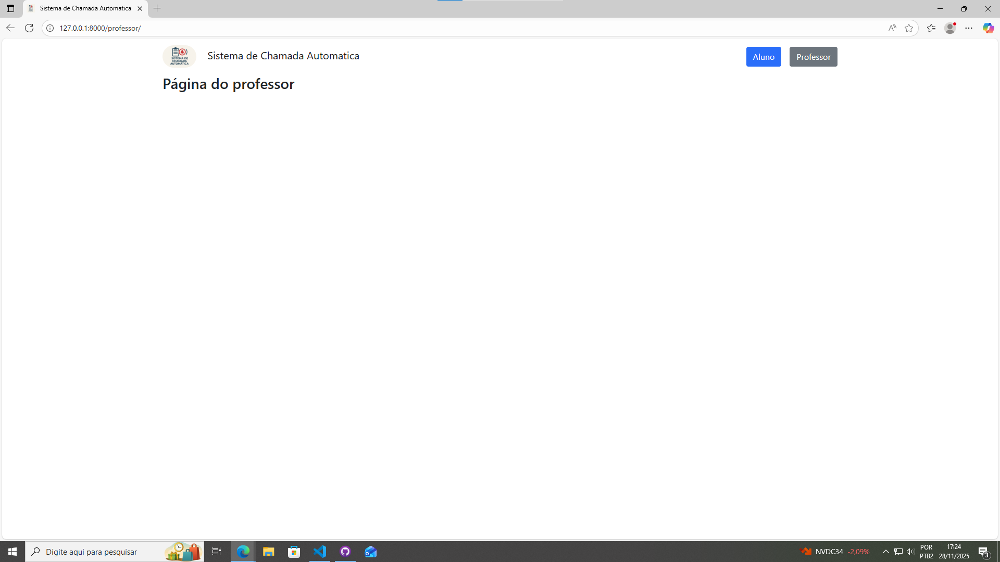 Sistema de Chamada Automatica
127.0.0.1:8000/professor/
SISTEMA DE
CHAMADA
AUTOMATICA
Sistema de Chamada Automatica
Aluno
Professor
Página do professor
Digite aqui para pesquisar
NVDC34 -2,09%
POR
PTB2
17:24
28/11/2025
3